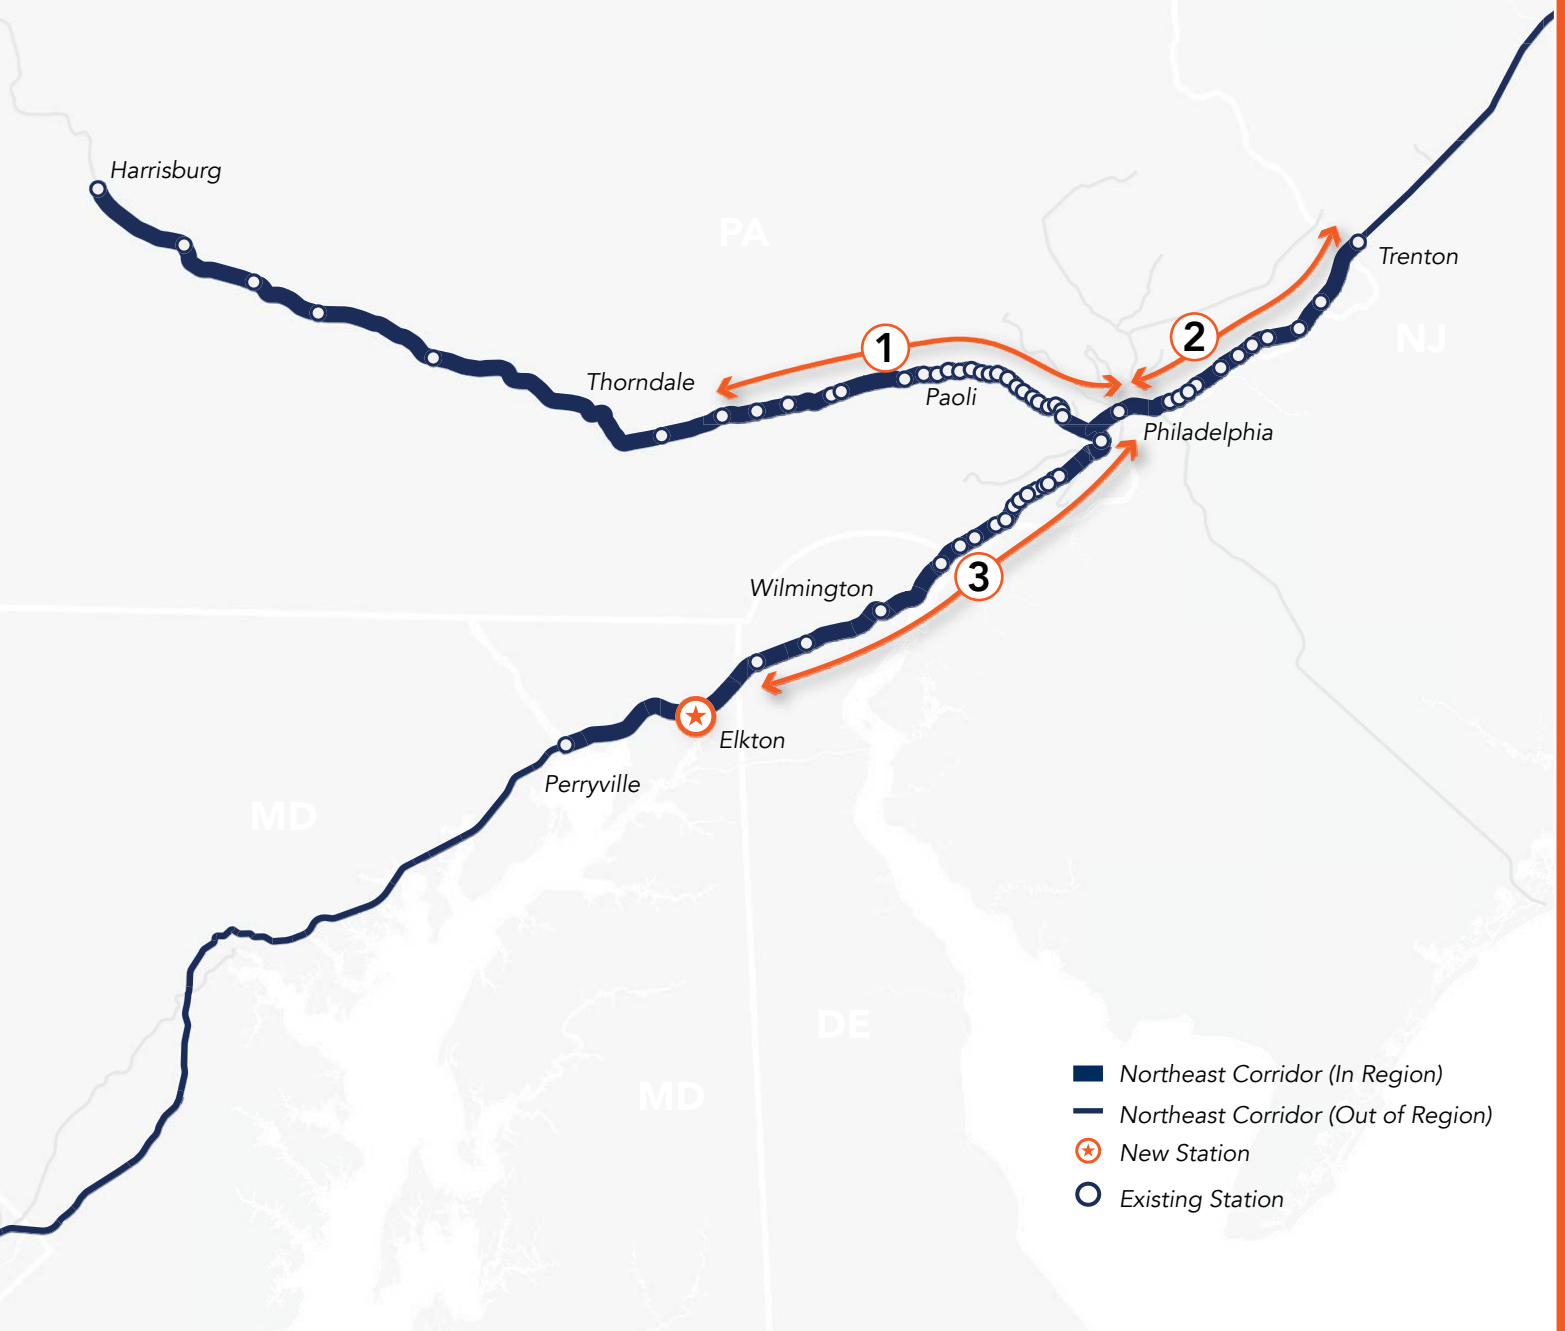 Harrisburg
PA
Trenton
2
NJ
1
Thorndale
Paoli
Philadelphia
3
Wilmington
Elkton
Perryville
MD
DE
MD
Northeast Corridor (In Region)
Northeast Corridor (Out of Region)
New Station
Existing Station